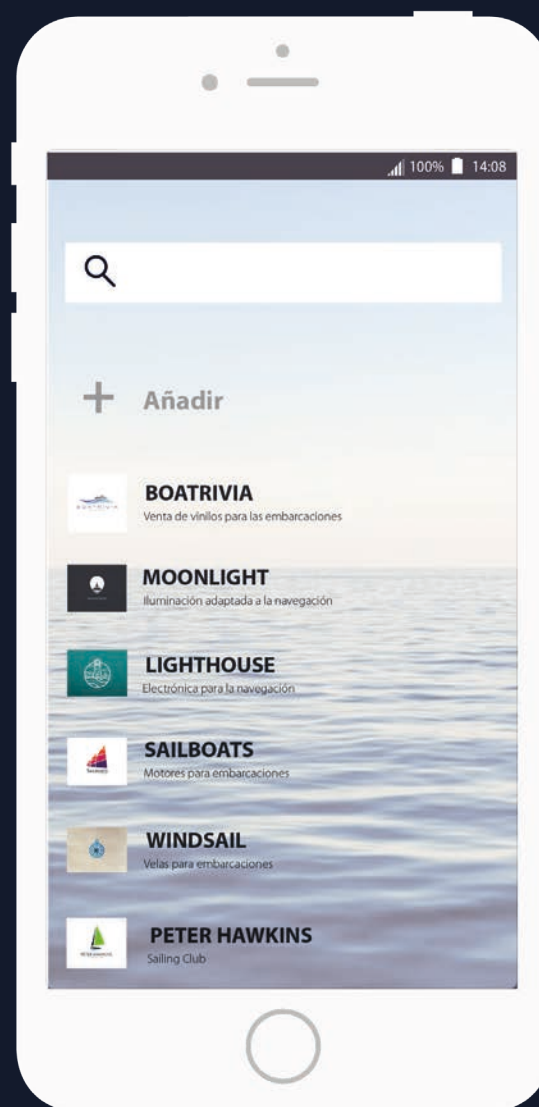 100% 14:08
Añadir
BOATRIVIA
Venta de vinilos para las embarcaciones
MOONLIGHT
Iluminación adaptada a la navegación
LIGHTHOUSE
Electrónica para la navegación
SAILBOATS
Motores para embarcaciones
WINDSAIL
Velas para embarcaciones
PETER HAWKINS
Sailing Club